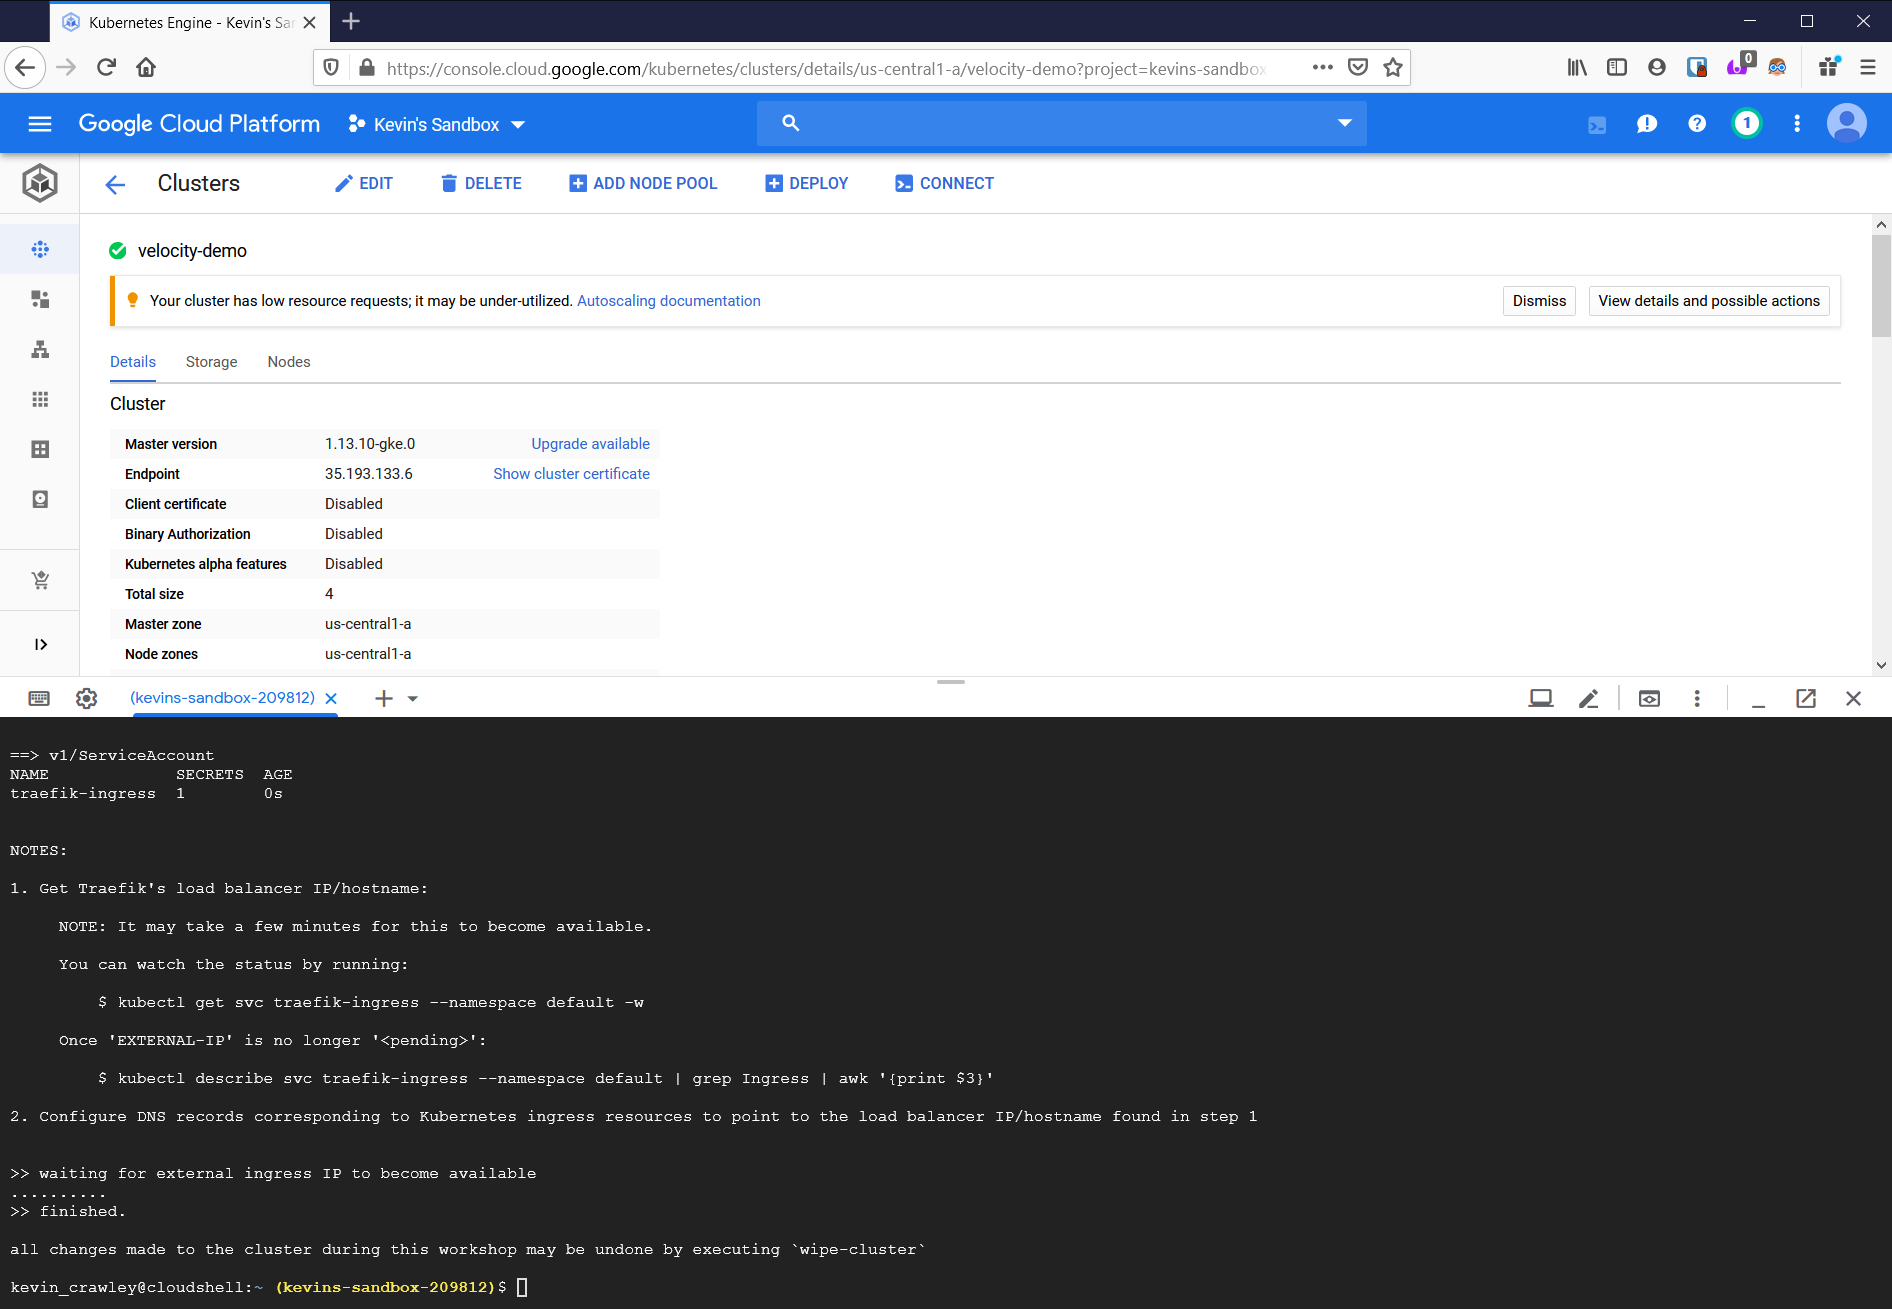 Kubernetes Engine - Kevin's San
https://console.cloud.google.com/kubernetes/clusters/details/us-central1-a/velocity-demo?project=kevins-sandbox
0
Google Cloud Platform
Kevin's Sandbox
1
Clusters
EDIT
DELETE
ADD NODE POOL
DEPLOY
CONNECT
velocity-demo
Your cluster has low resource requests; it may be under-utilized. Autoscaling documentation
Dismiss
View details and possible actions
Details Storage Nodes
Cluster
Master version 1.13.10-gke.0 Upgrade available
Endpoint 35.193.133.6 Show cluster certificate
Client certificate Disabled
Binary Authorization Disabled
Kubernetes alpha features Disabled
Total size 4
Master zone us-central1-a
Node zones us-central1-a
(kevins-sandbox-209812)
==> v1/ServiceAccount
NAME SECRETS AGE
traefik-ingress 1 0s
NOTES:
1. Get Traefik's load balancer IP/hostname:
NOTE: It may take a few minutes for this to become available.
You can watch the status by running:
$ kubectl get svc traefik-ingress --namespace default -w
Once 'EXTERNAL-IP' is no longer '<pending>':
$ kubectl describe svc traefik-ingress --namespace default | grep Ingress | awk '{print $3}'
2. Configure DNS records corresponding to Kubernetes ingress resources to point to the load balancer IP/hostname found in step 1
>> waiting for external ingress IP to become available
..........
>> finished.
all changes made to the cluster during this workshop may be undone by executing `wipe-cluster`
kevin_crawley@cloudshell:~ (kevins-sandbox-209812)$